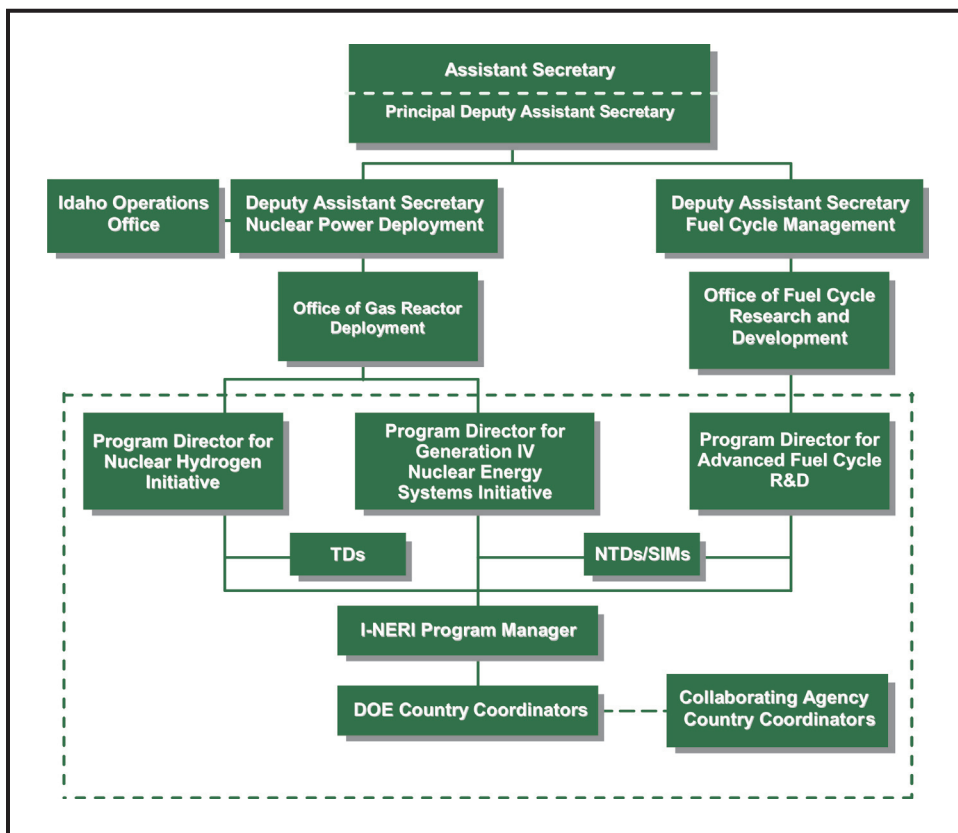 Assistant Secretary
Principal Deputy Assistant Secretary
Idaho Operations
Office
Deputy Assistant Secretary
Nuclear Power Deployment
Deputy Assistant Secretary
Fuel Cycle Management
Office of Gas Reactor
Deployment
Office of Fuel Cycle
Research and
Development
Program Director for
Nuclear Hydrogen
Initiative
Program Director for
Generation IV
Nuclear Energy
Systems Initiative
Program Director for
Advanced Fuel Cycle
R&D
TDs
NTDs/SIMs
I-NERI Program Manager
DOE Country Coordinators
Collaborating Agency
Country Coordinators